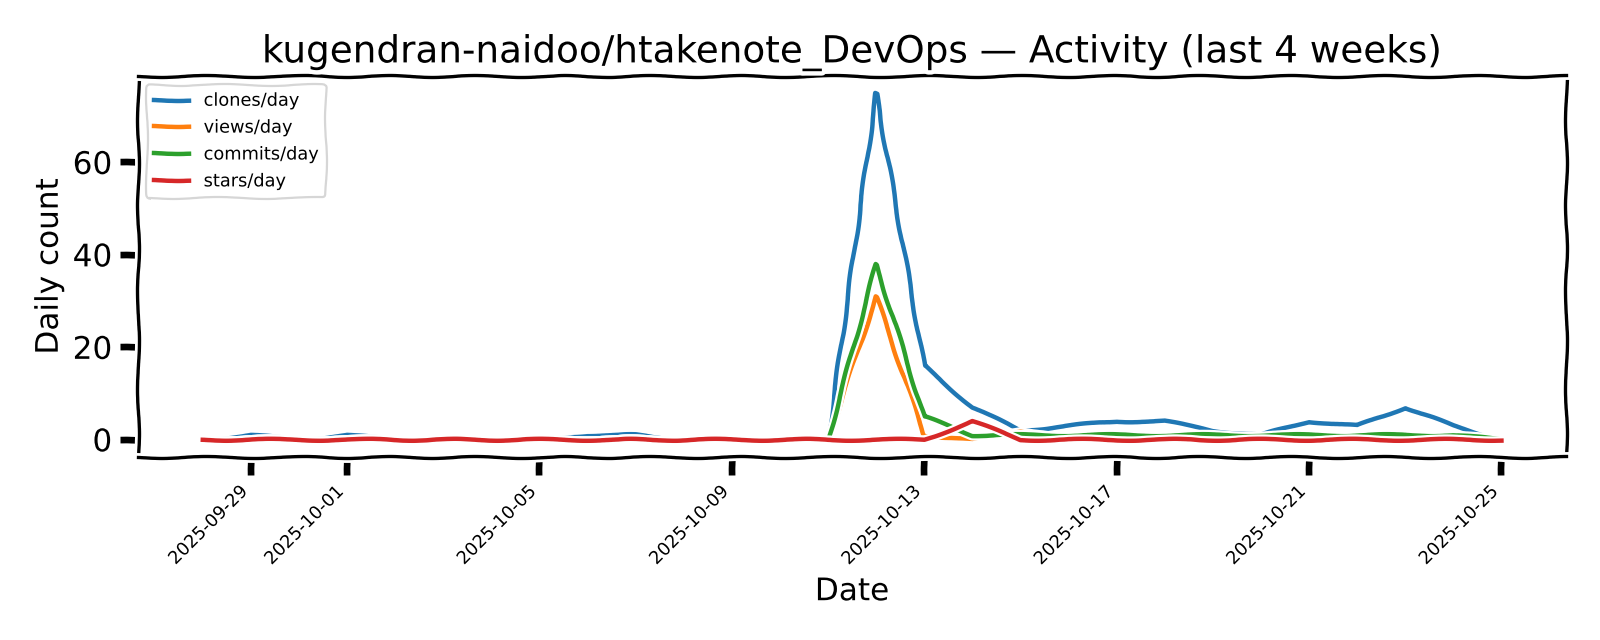 kugendran-naidoo/htakenote_DevOps — Activity (last 4 weeks)
clones/day
views/day
commits/day
stars/day
Daily count
60
40
20
0
2025-09-29
2025-10-01
2025-10-05
2025-10-09
2025-10-13
2025-10-17
2025-10-21
2025-10-25
Date